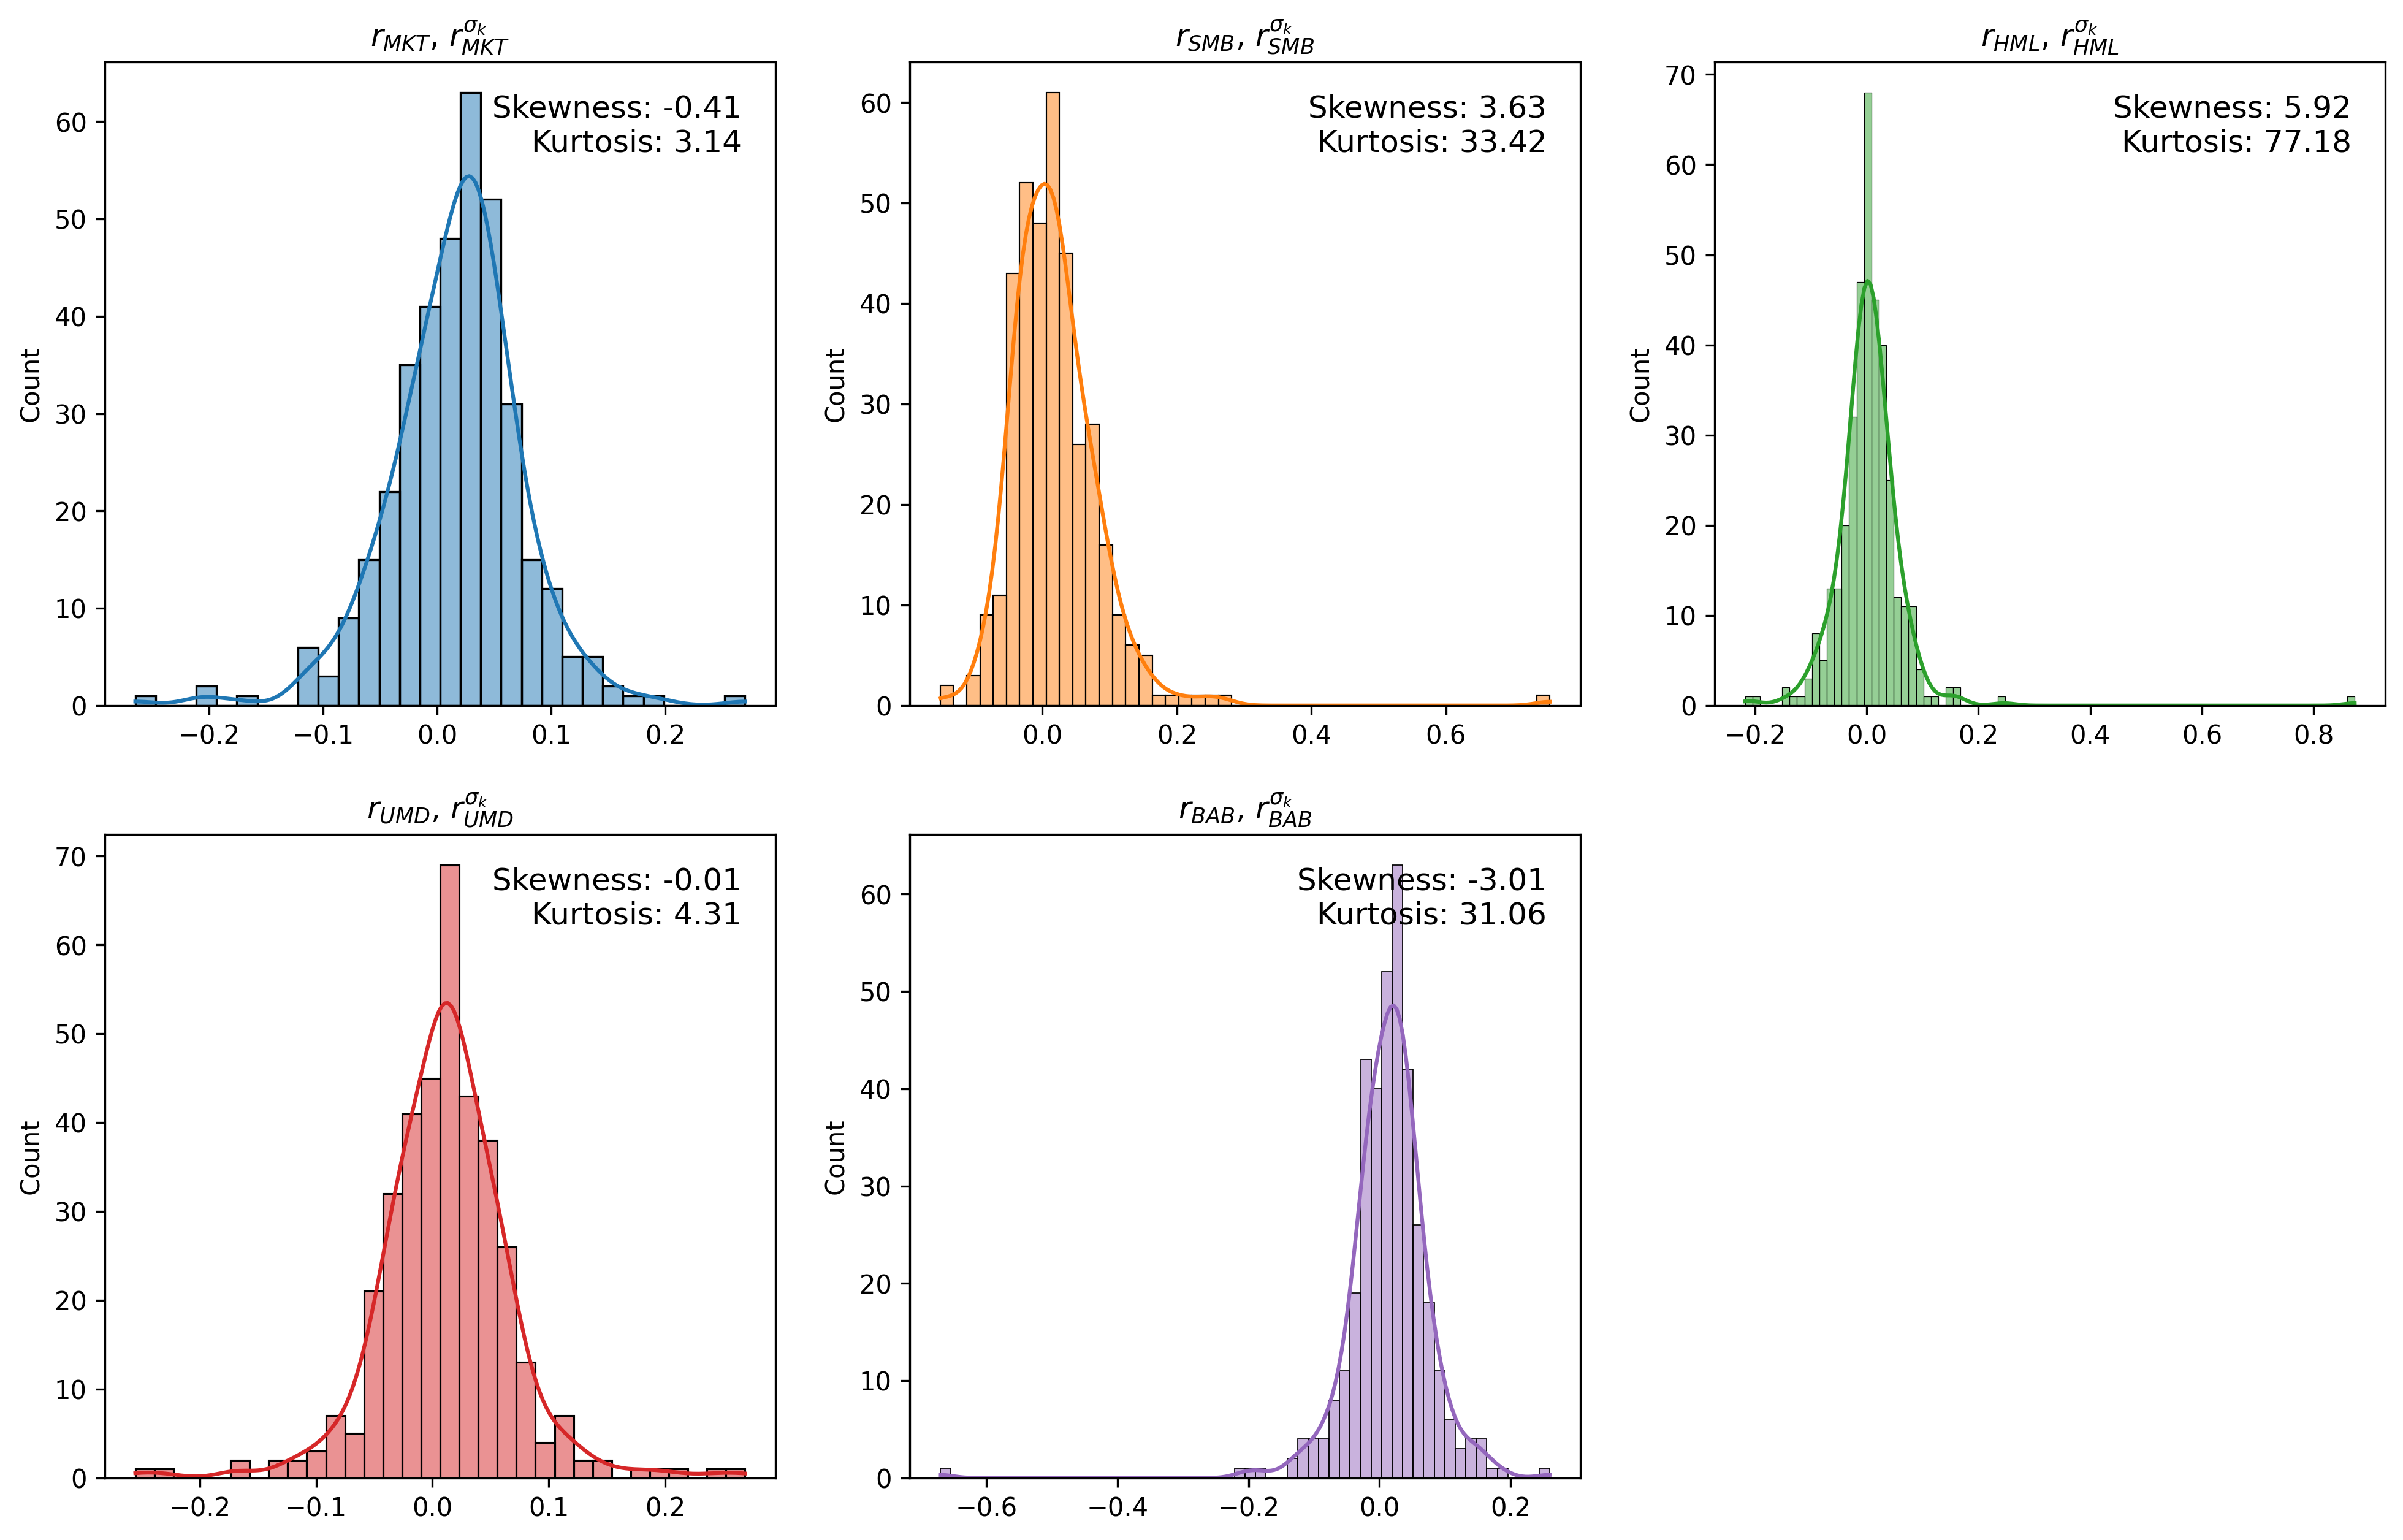 r_MKT, r_MKT^σ_k
Skewness: -0.41
Kurtosis: 3.14
Count
60
50
40
30
20
10
0
−0.2 −0.1 0.0 0.1 0.2
r_SMB, r_SMB^σ_k
Skewness: 3.63
Kurtosis: 33.42
Count
60
50
40
30
20
10
0
0.0 0.2 0.4 0.6
r_HML, r_HML^σ_k
Skewness: 5.92
Kurtosis: 77.18
Count
70
60
50
40
30
20
10
0
−0.2 0.0 0.2 0.4 0.6 0.8
r_UMD, r_UMD^σ_k
Skewness: -0.01
Kurtosis: 4.31
Count
70
60
50
40
30
20
10
0
−0.2 −0.1 0.0 0.1 0.2
r_BAB, r_BAB^σ_k
Skewness: -3.01
Kurtosis: 31.06
Count
60
50
40
30
20
10
0
−0.6 −0.4 −0.2 0.0 0.2